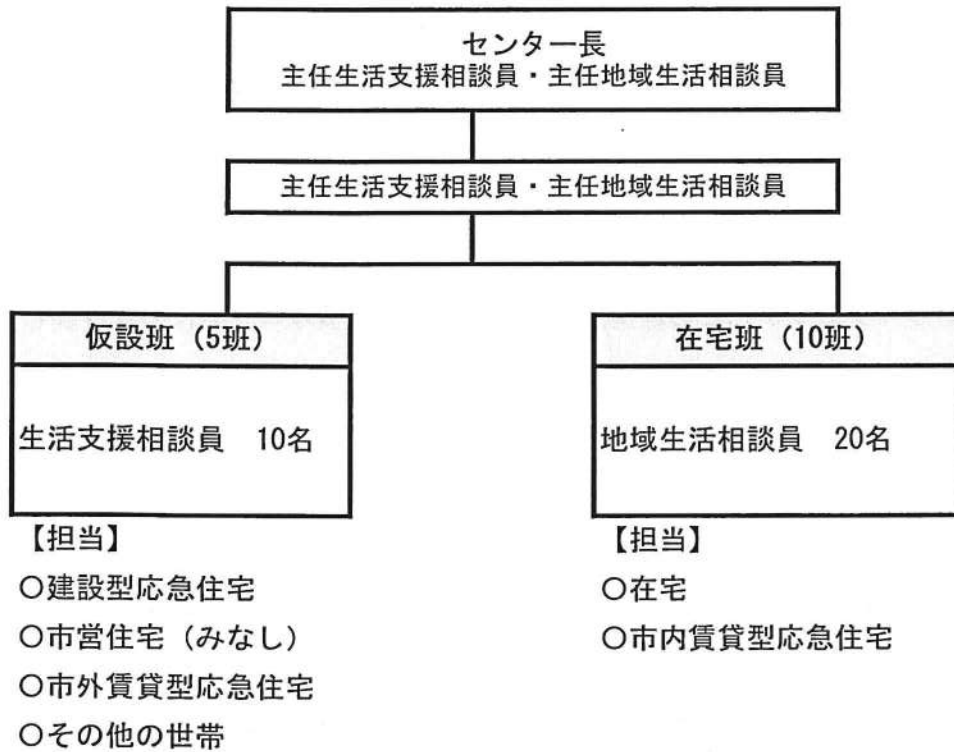 センター長
主任生活支援相談員・主任地域生活相談員
主任生活支援相談員・主任地域生活相談員
仮設班（5班）
生活支援相談員　10名
【担当】
〇建設型応急住宅
〇市営住宅（みなし）
〇市外賃貸型応急住宅
〇その他の世帯
在宅班（10班）
地域生活相談員　20名
【担当】
〇在宅
〇市内賃貸型応急住宅